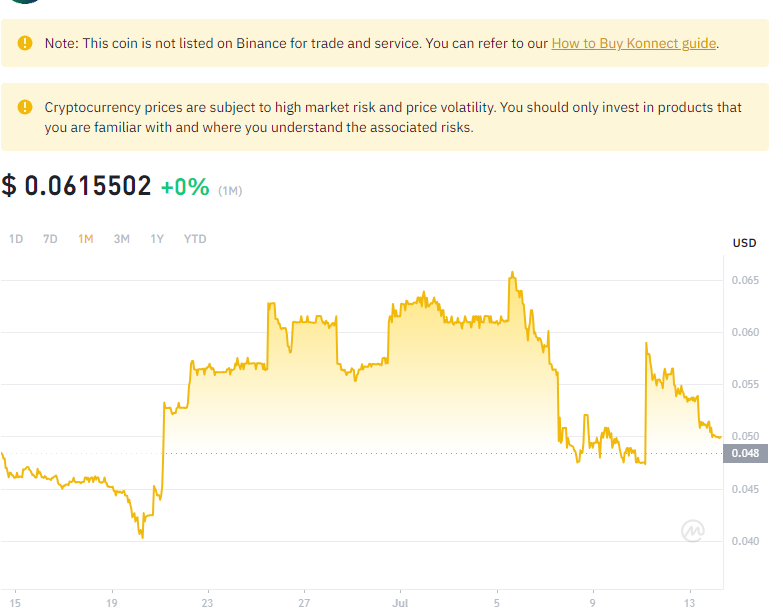 Note: This coin is not listed on Binance for trade and service. You can refer to our How to Buy Konnect guide.
Cryptocurrency prices are subject to high market risk and price volatility. You should only invest in products that
you are familiar with and where you understand the associated risks.
$ 0.0615502 +0% (1M)
1D 7D 1M 3M 1Y YTD
USD
0.065
0.060
0.055
0.050
0.048
0.045
0.040
15 19 23 27 Jul 5 9 13